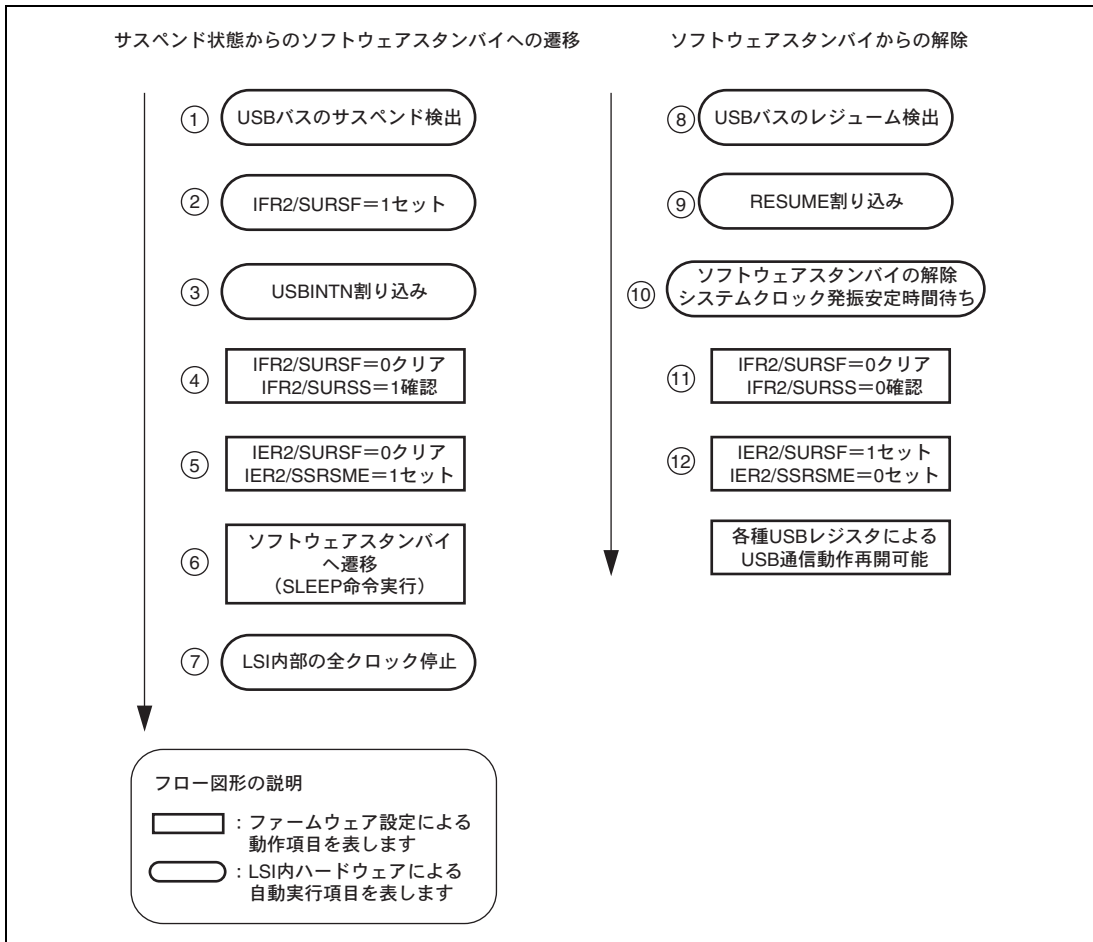 サスペンド状態からのソフトウェアスタンバイへの遷移
① USBバスのサスペンド検出
② IFR2/SURSF＝1セット
③ USBINTN割り込み
④ IFR2/SURSF＝0クリア
IFR2/SURSS＝1確認
⑤ IER2/SURSF＝0クリア
IER2/SSRSME＝1セット
⑥ ソフトウェアスタンバイ
へ遷移
（SLEEP命令実行）
⑦ LSI内部の全クロック停止
ソフトウェアスタンバイからの解除
⑧ USBバスのレジューム検出
⑨ RESUME割り込み
⑩ ソフトウェアスタンバイの解除
システムクロック発振安定時間待ち
⑪ IFR2/SURSF＝0クリア
IFR2/SURSS＝0確認
⑫ IER2/SURSF＝1セット
IER2/SSRSME＝0セット
各種USBレジスタによる
USB通信動作再開可能
フロー図形の説明
：ファームウェア設定による
動作項目を表します
：LSI内ハードウェアによる
自動実行項目を表します